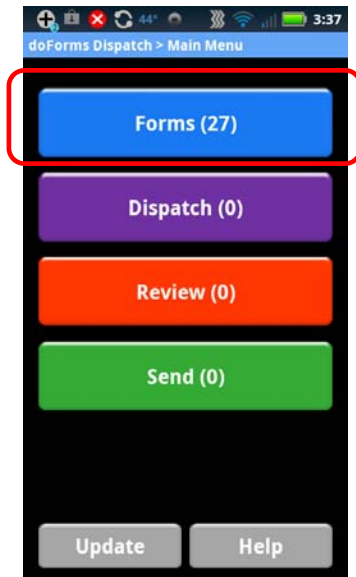 44° 3:37
doForms Dispatch > Main Menu
Forms (27)
Dispatch (0)
Review (0)
Send (0)
Update Help